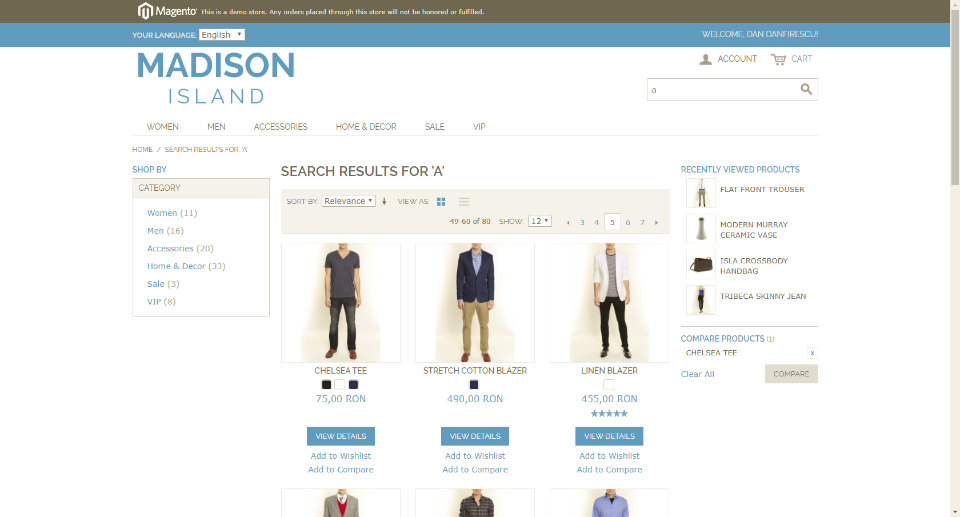 Magento This is a demo store. Any orders placed through this store will not be honored or fulfilled.
YOUR LANGUAGE: English
WELCOME, DAN DANFIRESCU!
MADISON
ISLAND
ACCOUNT CART
a
WOMEN MEN ACCESSORIES HOME & DECOR SALE VIP
HOME / SEARCH RESULTS FOR: 'A'
SHOP BY
CATEGORY
Women (11)
Men (16)
Accessories (20)
Home & Decor (33)
Sale (3)
VIP (8)
SEARCH RESULTS FOR 'A'
SORT BY: Relevance VIEW AS:
49-60 of 80 SHOW: 12 3 4 5 6 7
CHELSEA TEE
75,00 RON
VIEW DETAILS
Add to Wishlist
Add to Compare
STRETCH COTTON BLAZER
490,00 RON
VIEW DETAILS
Add to Wishlist
Add to Compare
LINEN BLAZER
455,00 RON
VIEW DETAILS
Add to Wishlist
Add to Compare
RECENTLY VIEWED PRODUCTS
FLAT FRONT TROUSER
MODERN MURRAY
CERAMIC VASE
ISLA CROSSBODY
HANDBAG
TRIBECA SKINNY JEAN
COMPARE PRODUCTS (1)
CHELSEA TEE x
Clear All COMPARE